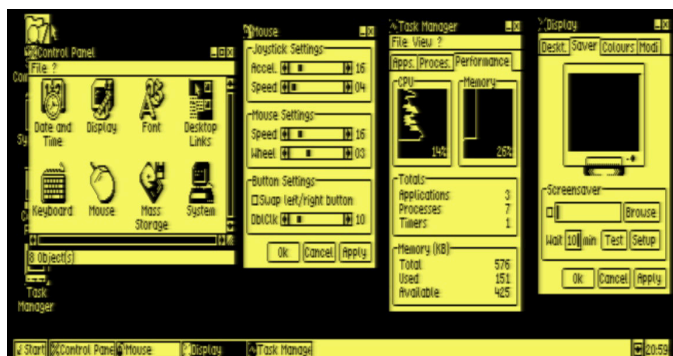 Control Panel
File ?
Date and Time
Display
Font
Desktop Links
Keyboard
Mouse
Mass Storage
System
8 Object(s)
Task Manager
Mouse
Joystick Settings
Accel. 16
Speed 04
Mouse Settings
Speed 16
Wheel 03
Button Settings
Swap left/right button
DblClk 10
Ok Cancel Apply
Task Manager
File View ?
Apps. Proces. Performance
CPU Memory
14% 26%
Totals
Applications 3
Processes 7
Timers 1
Memory (KB)
Total 576
Used 151
Available 425
Display
Deskt. Saver Colours Modi
Screensaver
Browse
Wait 10 min Test Setup
Ok Cancel Apply
Start Control Pane Mouse Display Task Manage 20:59